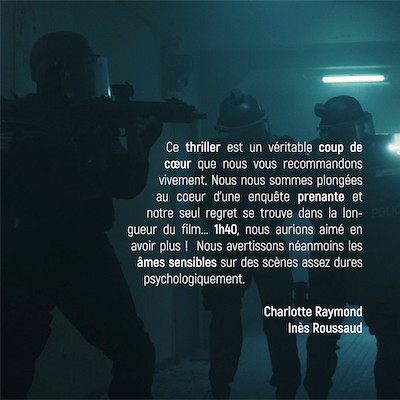 Ce thriller est un véritable coup de
cœur que nous vous recommandons
vivement. Nous nous sommes plongées
au coeur d'une enquête prenante et
notre seul regret se trouve dans la lon-
gueur du film... 1h40, nous aurions aimé en
avoir plus ! Nous avertissons néanmoins les
âmes sensibles sur des scènes assez dures
psychologiquement.
Charlotte Raymond
Inès Roussaud